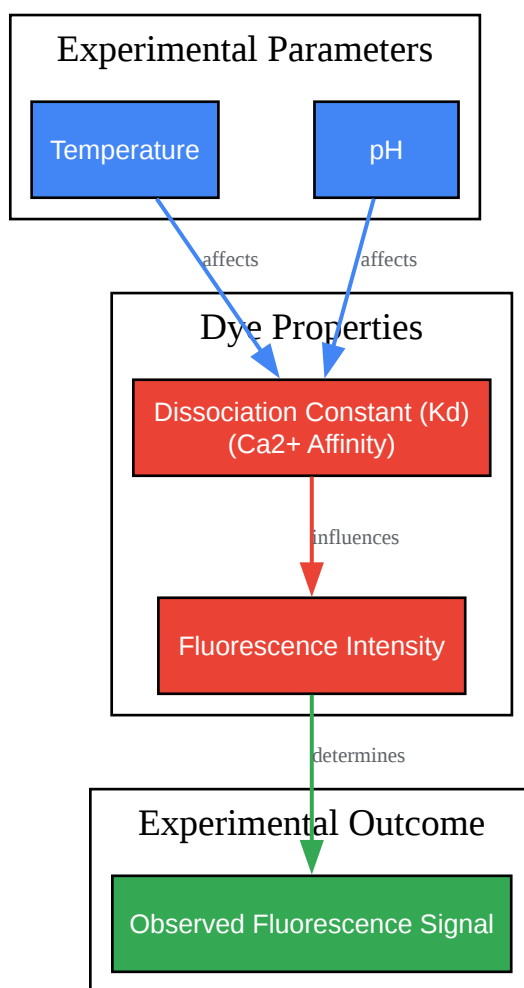 Experimental Parameters
Temperature
pH
affects
affects
Dye Properties
Dissociation Constant (Kd)
(Ca2+ Affinity)
influences
Fluorescence Intensity
determines
Experimental Outcome
Observed Fluorescence Signal